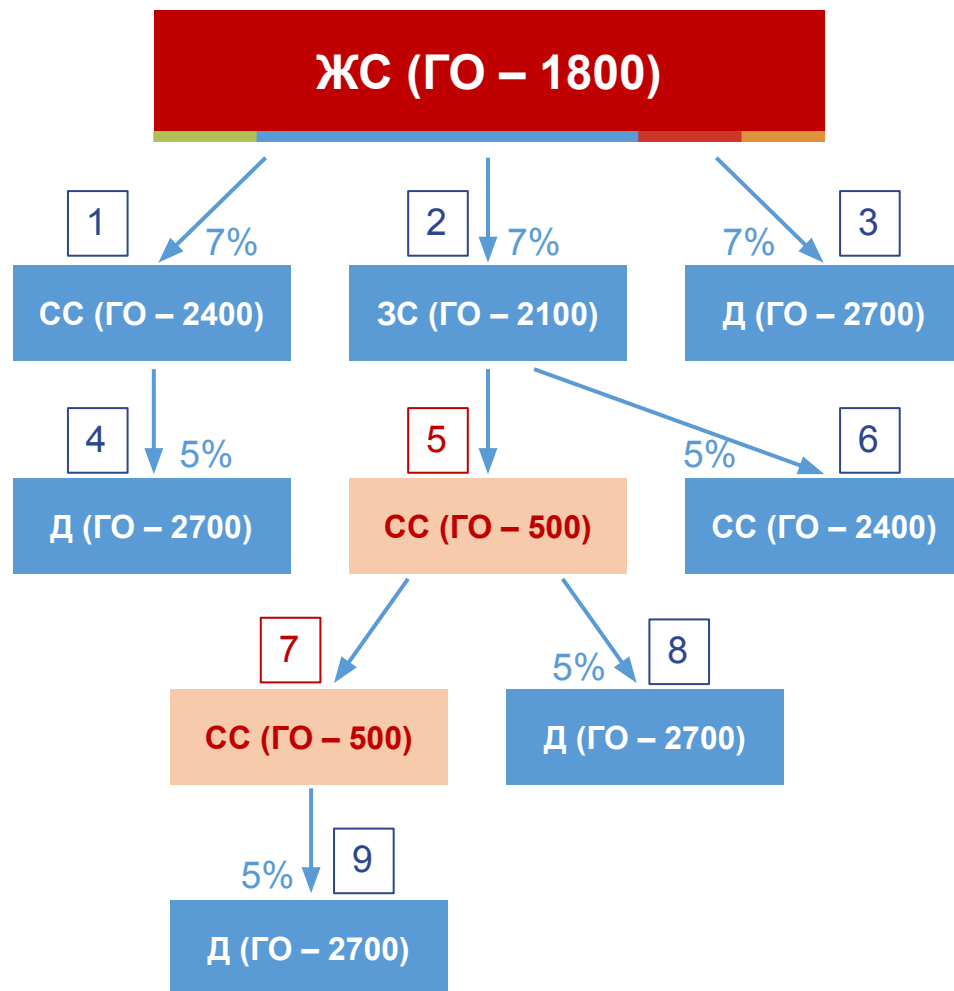 ЖС (ГО – 1800)
1
7%
2
7%
7%
3
СС (ГО – 2400)
ЗС (ГО – 2100)
Д (ГО – 2700)
4
5%
5
5%
6
Д (ГО – 2700)
СС (ГО – 500)
СС (ГО – 2400)
7
5%
8
СС (ГО – 500)
Д (ГО – 2700)
5%
9
Д (ГО – 2700)